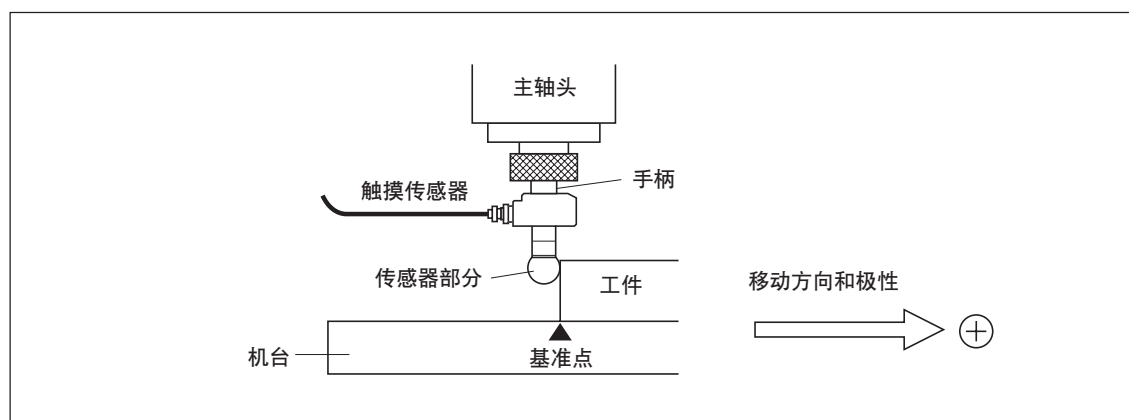 主轴头
手柄
触摸传感器
传感器部分
工件
移动方向和极性
机台
基准点